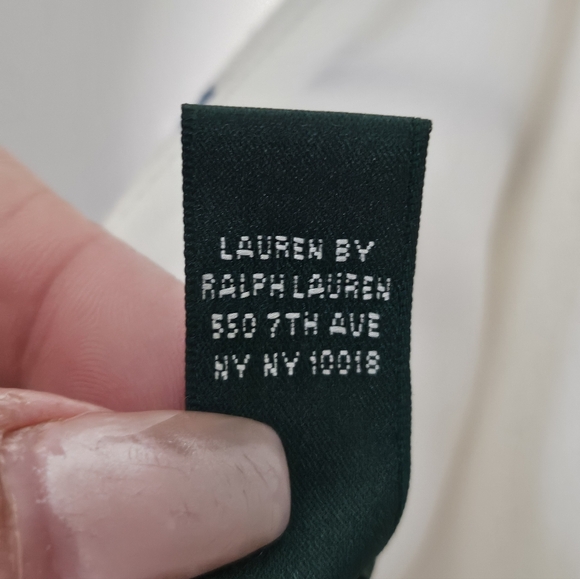 LAUREN BY
RALPH LAUREN
550 7TH AVE
NY NY 10018